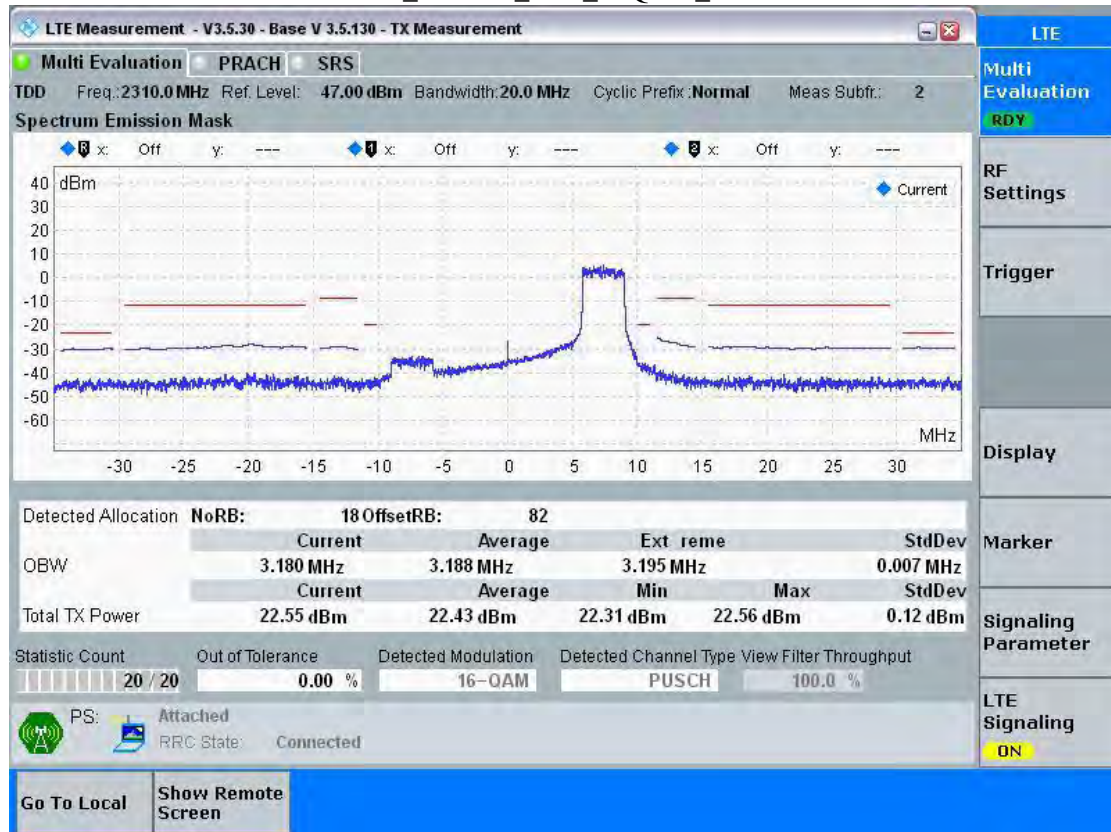 LTE Measurement - V3.5.30 - Base V 3.5.130 - TX Measurement
LTE
Multi Evaluation PRACH SRS
Multi Evaluation
RDY
TDD Freq.:2310.0 MHz Ref. Level: 47.00 dBm Bandwidth:20.0 MHz Cyclic Prefix :Normal Meas Subfr.: 2
Spectrum Emission Mask
R x: Off y: --- 1 x: Off y: --- 2 x: Off y: ---
dBm
Current
40
30
20
10
0
-10
-20
-30
-40
-50
-60
MHz
-30 -25 -20 -15 -10 -5 0 5 10 15 20 25 30
RF Settings
Trigger
Display
Marker
Signaling Parameter
LTE Signaling
ON
Detected Allocation NoRB: 18 OffsetRB: 82
Current Average Ext reme StdDev
OBW 3.180 MHz 3.188 MHz 3.195 MHz 0.007 MHz
Current Average Min Max StdDev
Total TX Power 22.55 dBm 22.43 dBm 22.31 dBm 22.56 dBm 0.12 dBm
Statistic Count Out of Tolerance Detected Modulation Detected Channel Type View Filter Throughput
20 / 20 0.00 % 16-QAM PUSCH 100.0 %
PS: Attached
RRC State: Connected
Go To Local
Show Remote Screen